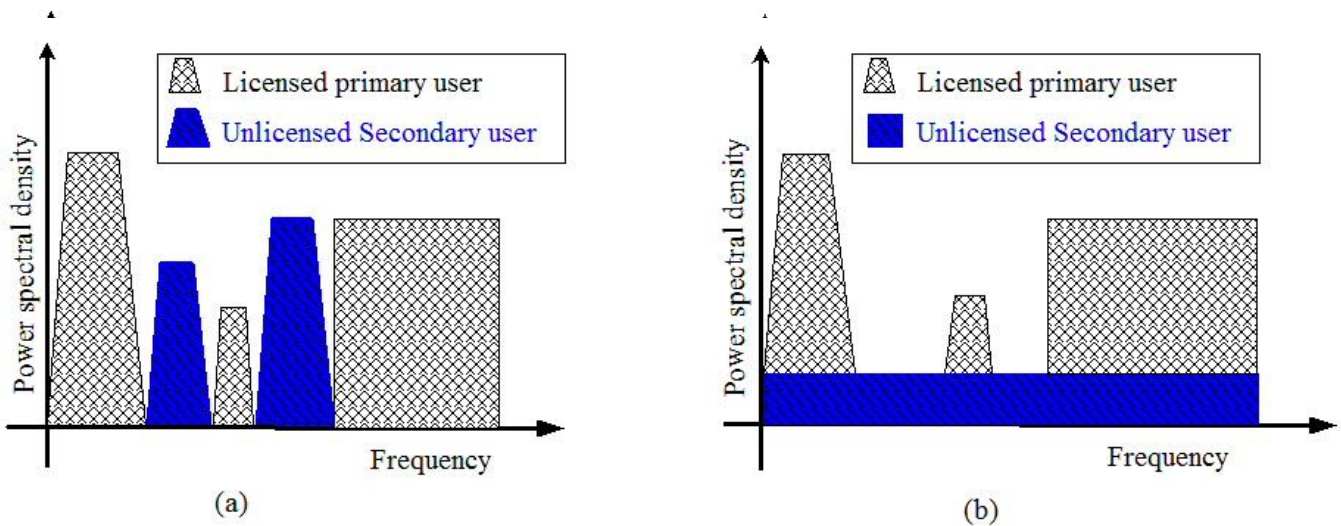 Licensed primary user
Unlicensed Secondary user
Power spectral density
Frequency
(a)
Licensed primary user
Unlicensed Secondary user
Power spectral density
Frequency
(b)